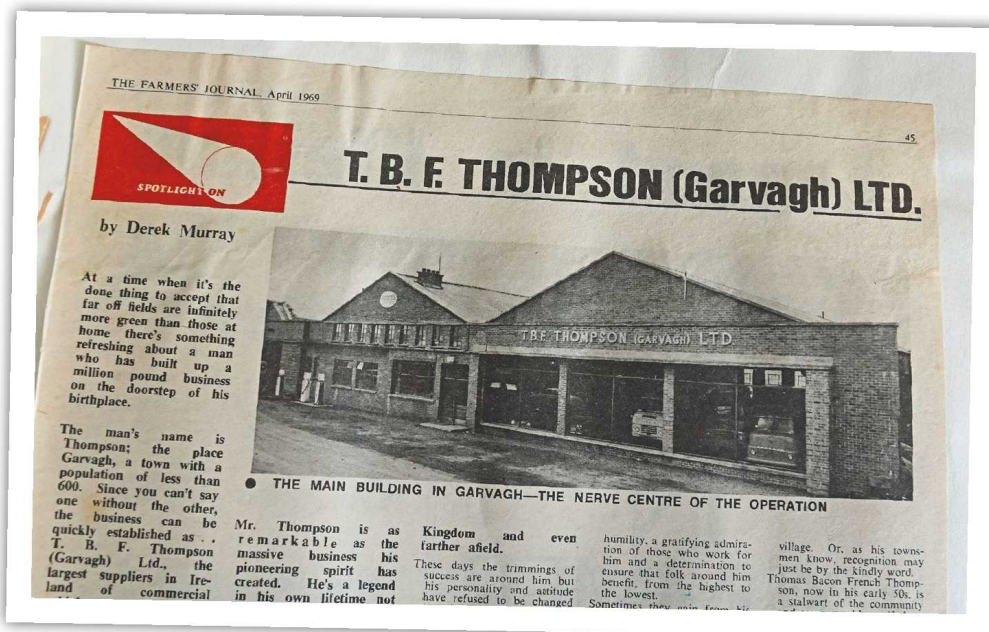 THE FARMERS' JOURNAL, April 1969
45
SPOTLIGHT ON
T. B. F. THOMPSON (Garvagh) LTD.
by Derek Murray
At a time when it's the
done thing to accept that
far off fields are infinitely
more green than those at
home there's something
refreshing about a man
who has built up a
million pound business
on the doorstep of his
birthplace.
The man's name is
Thompson; the place
Garvagh, a town with a
population of less than
600. Since you can't say
one without the other,
the business can be
quickly established as . .
T. B. F. Thompson
(Garvagh) Ltd., the
largest suppliers in Ire-
land of commercial
T.B.F. THOMPSON (GARVAGH) LTD
● THE MAIN BUILDING IN GARVAGH—THE NERVE CENTRE OF THE OPERATION
Mr. Thompson is as
remarkable as the
massive business his
pioneering spirit has
created. He's a legend
in his own lifetime not
Kingdom and even
farther afield.
These days the trimmings of
success are around him but
his personality and attitude
have refused to be changed
humility, a gratifying admira-
tion of those who work for
him and a determination to
ensure that folk around him
benefit, from the highest to
the lowest.
Sometimes they gain from his
village. Or, as his towns-
men know, recognition may
just be by the kindly word.
Thomas Bacon French Thomp-
son, now in his early 50s, is
a stalwart of the community